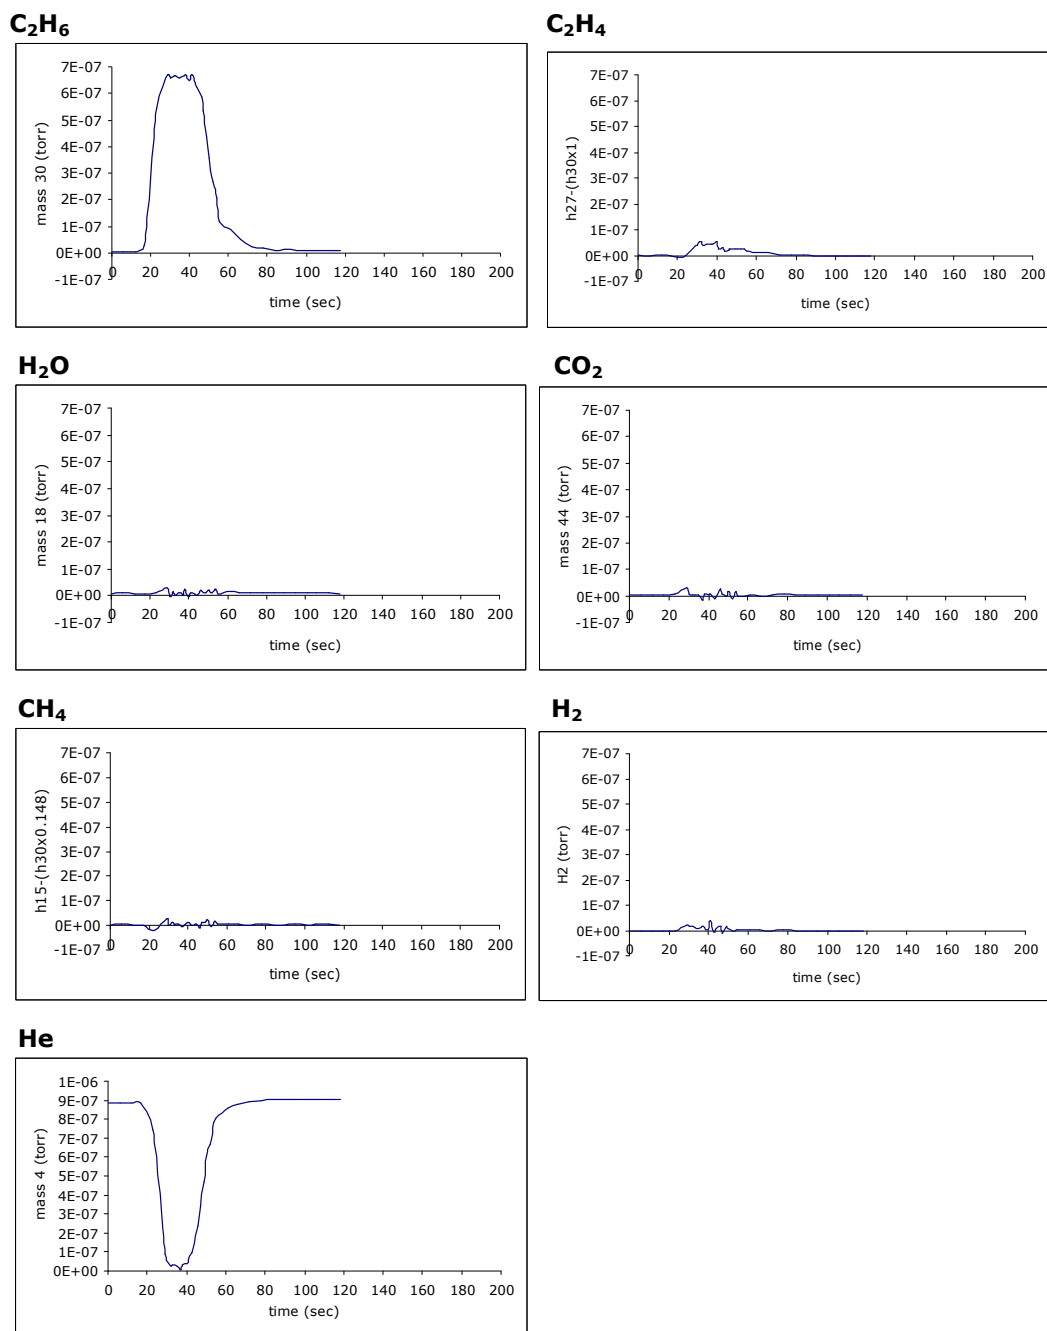 C₂H₆
7E-07
6E-07
5E-07
4E-07
3E-07
2E-07
1E-07
0E+00
-1E-07
0 20 40 60 80 100 120 140 160 180 200
mass 30 (torr)
time (sec)
C₂H₄
7E-07
6E-07
5E-07
4E-07
3E-07
2E-07
1E-07
0E+00
-1E-07
0 20 40 60 80 100 120 140 160 180 200
h27-(h30x1)
time (sec)
H₂O
7E-07
6E-07
5E-07
4E-07
3E-07
2E-07
1E-07
0E+00
-1E-07
0 20 40 60 80 100 120 140 160 180 200
mass 18 (torr)
time (sec)
CO₂
7E-07
6E-07
5E-07
4E-07
3E-07
2E-07
1E-07
0E+00
-1E-07
0 20 40 60 80 100 120 140 160 180 200
mass 44 (torr)
time (sec)
CH₄
7E-07
6E-07
5E-07
4E-07
3E-07
2E-07
1E-07
0E+00
-1E-07
0 20 40 60 80 100 120 140 160 180 200
h15-(h30x0.148)
time (sec)
H₂
7E-07
6E-07
5E-07
4E-07
3E-07
2E-07
1E-07
0E+00
-1E-07
0 20 40 60 80 100 120 140 160 180 200
H2 (torr)
time (sec)
He
1E-06
9E-07
8E-07
7E-07
6E-07
5E-07
4E-07
3E-07
2E-07
1E-07
0E+00
0 20 40 60 80 100 120 140 160 180 200
mass 4 (torr)
time (sec)